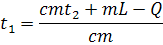 t₁ = (cmt₂ + mL − Q) / cm